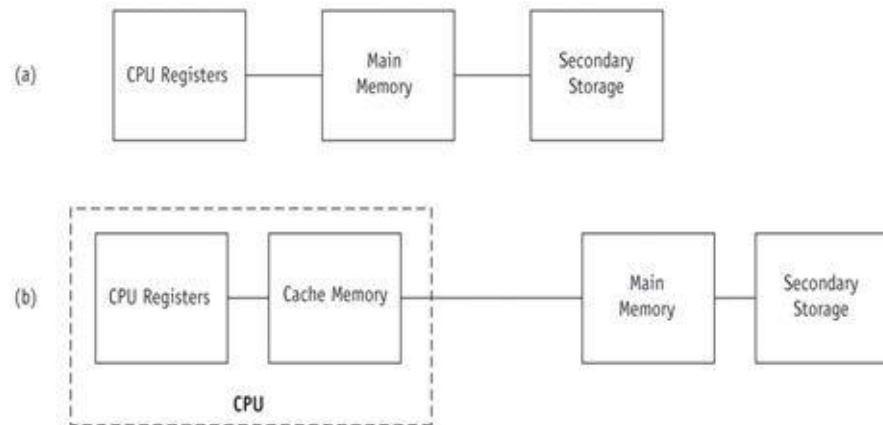 (a)
CPU Registers
Main
Memory
Secondary
Storage
(b)
CPU Registers
Cache Memory
Main
Memory
Secondary
Storage
CPU